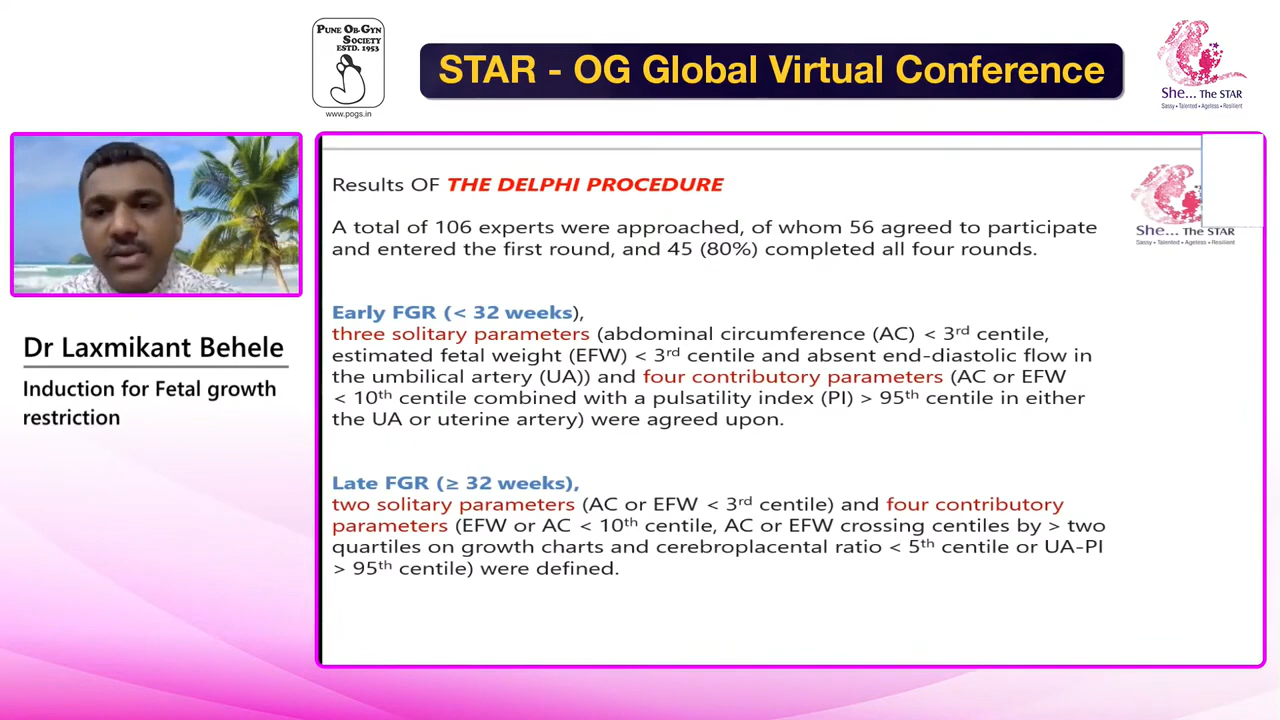 PUNE OB-GYN
SOCIETY
ESTD. 1953
www.pogs.in
STAR - OG Global Virtual Conference
She... The STAR
Sassy • Talented • Ageless • Resilient
Dr Laxmikant Behele
Induction for Fetal growth
restriction
Results OF THE DELPHI PROCEDURE
A total of 106 experts were approached, of whom 56 agreed to participate
and entered the first round, and 45 (80%) completed all four rounds.
She... The STAR
Sassy • Talented • Ageless • Resilient
Early FGR (< 32 weeks),
three solitary parameters (abdominal circumference (AC) < 3rd centile,
estimated fetal weight (EFW) < 3rd centile and absent end-diastolic flow in
the umbilical artery (UA)) and four contributory parameters (AC or EFW
< 10th centile combined with a pulsatility index (PI) > 95th centile in either
the UA or uterine artery) were agreed upon.
Late FGR (≥ 32 weeks),
two solitary parameters (AC or EFW < 3rd centile) and four contributory
parameters (EFW or AC < 10th centile, AC or EFW crossing centiles by > two
quartiles on growth charts and cerebroplacental ratio < 5th centile or UA-PI
> 95th centile) were defined.